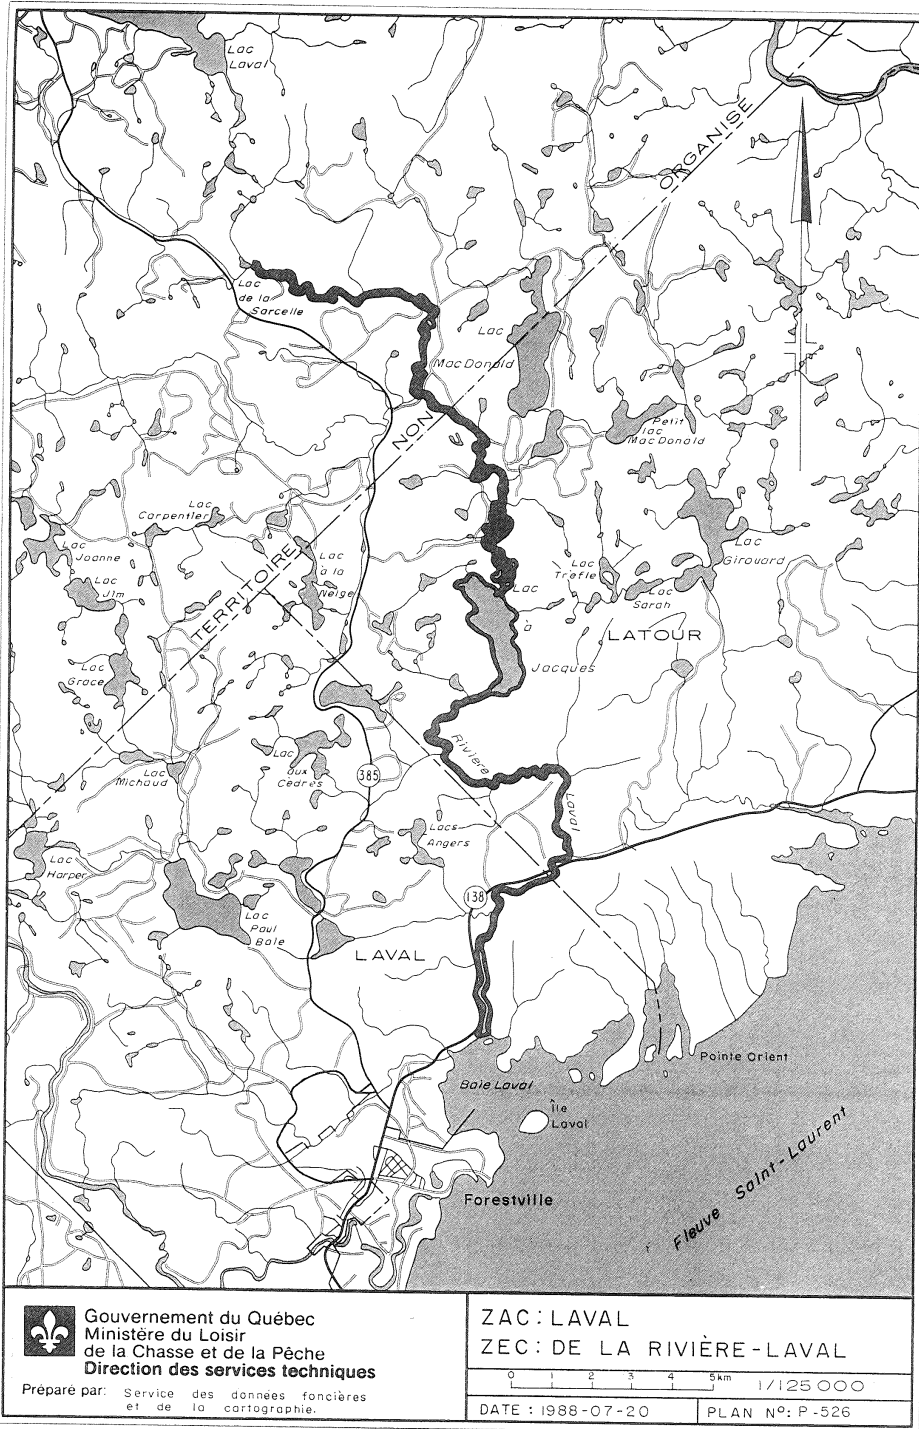 Lac
Laval
ORGANISÉ
Lac
de la
Sarcelle
Lac
MacDonald
NON
Petit
lac
MacDonald
Lac
Carpentier
Lac
Joanne
Lac
Jim
TERRITOIRE
Lac
à la
Neige
Lac
Girouard
Lac
Trèfle
Lac
Sarah
Lac
à
Jacques
LATOUR
Lac
Grace
Rivière
Laval
Lac
Michaud
Lac
aux
Cèdres
385
Lacs
Angers
Lac
Harper
138
Lac
Paul
Baie
LAVAL
Pointe Orient
Baie Laval
Île
Laval
Fleuve Saint-Laurent
Forestville
Gouvernement du Québec
Ministère du Loisir
de la Chasse et de la Pêche
Direction des services techniques
Préparé par: Service des données foncières
et de la cartographie.
ZAC: LAVAL
ZEC: DE LA RIVIÈRE-LAVAL
0 1 2 3 4 5km 1/125 000
DATE : 1988-07-20
PLAN Nº: P-526